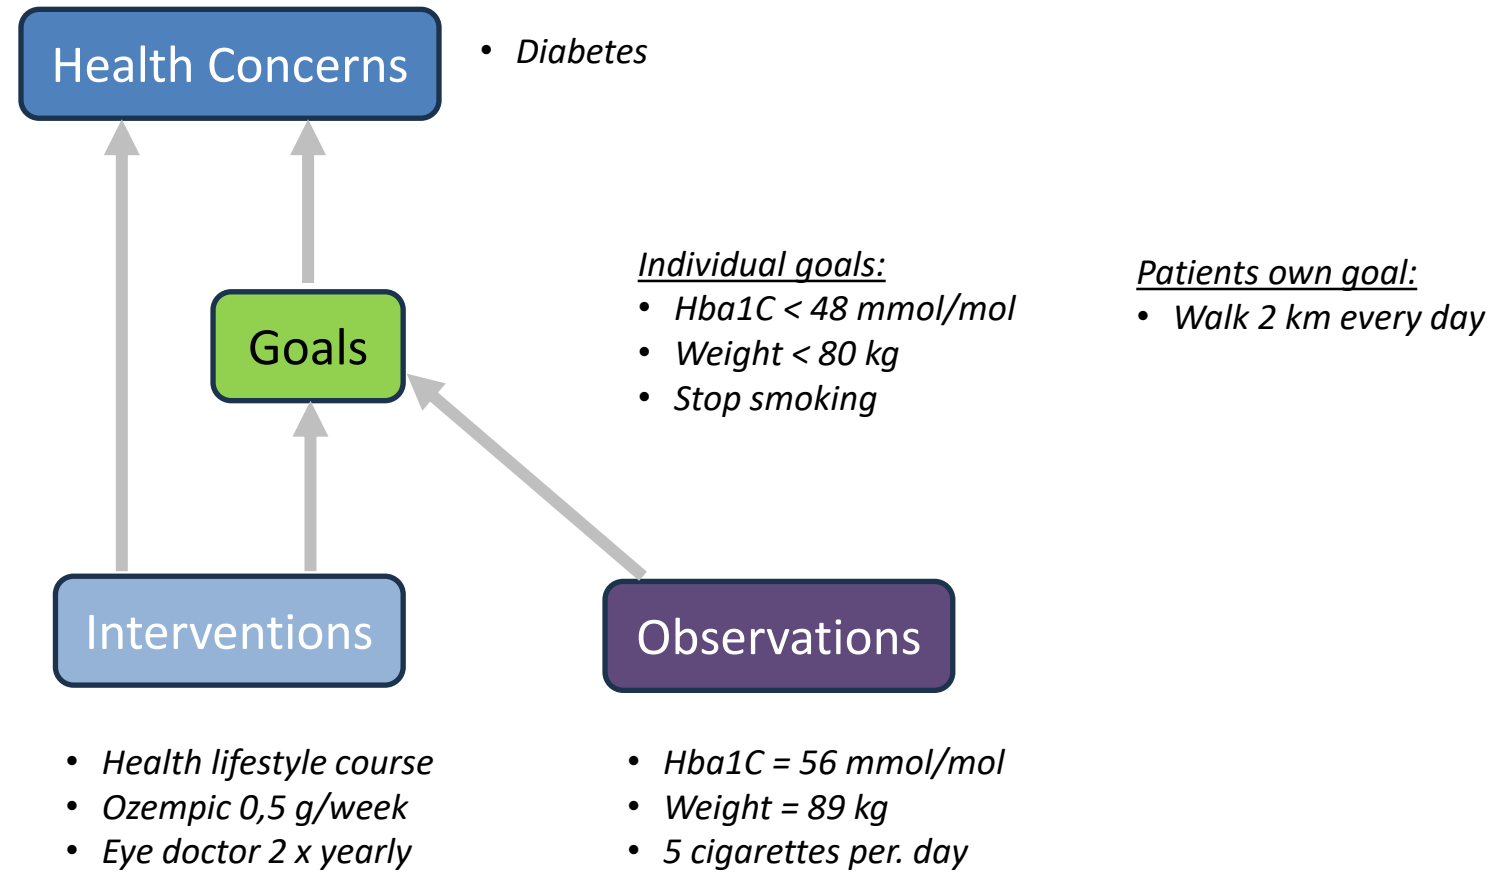 Health Concerns
• Diabetes
Individual goals:
• Hba1C < 48 mmol/mol
• Weight < 80 kg
• Stop smoking
Patients own goal:
• Walk 2 km every day
Goals
Interventions
• Health lifestyle course
• Ozempic 0,5 g/week
• Eye doctor 2 x yearly
Observations
• Hba1C = 56 mmol/mol
• Weight = 89 kg
• 5 cigarettes per. day